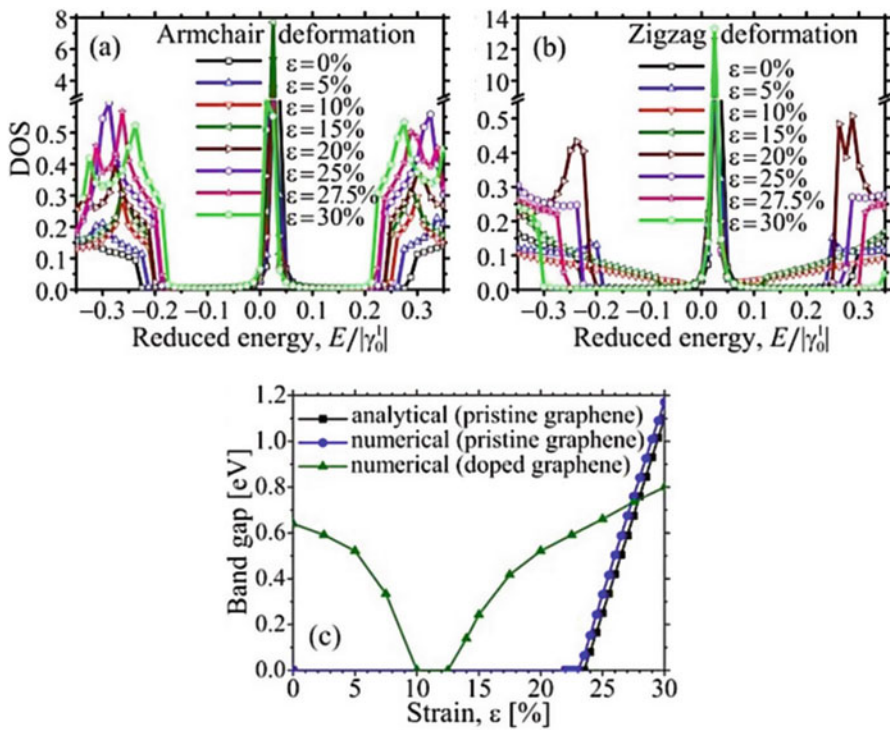 (a) Armchair deformation
ε=0%
ε=5%
ε=10%
ε=15%
ε=20%
ε=25%
ε=27.5%
ε=30%
8
6
4
0.5
0.4
0.3
0.2
0.1
0.0
DOS
−0.3 −0.2 −0.1 0.0 0.1 0.2 0.3
Reduced energy, E/|γ₀¹|
(b) Zigzag deformation
ε=0%
ε=5%
ε=10%
ε=15%
ε=20%
ε=25%
ε=27.5%
ε=30%
14
12
10
8
6
4
0.5
0.4
0.3
0.2
0.1
0.0
−0.3 −0.2 −0.1 0.0 0.1 0.2 0.3
Reduced energy, E/|γ₀¹|
1.2
1.0
0.8
0.6
0.4
0.2
0.0
Band gap [eV]
analytical (pristine graphene)
numerical (pristine graphene)
numerical (doped graphene)
(c)
0 5 10 15 20 25 30
Strain, ε [%]